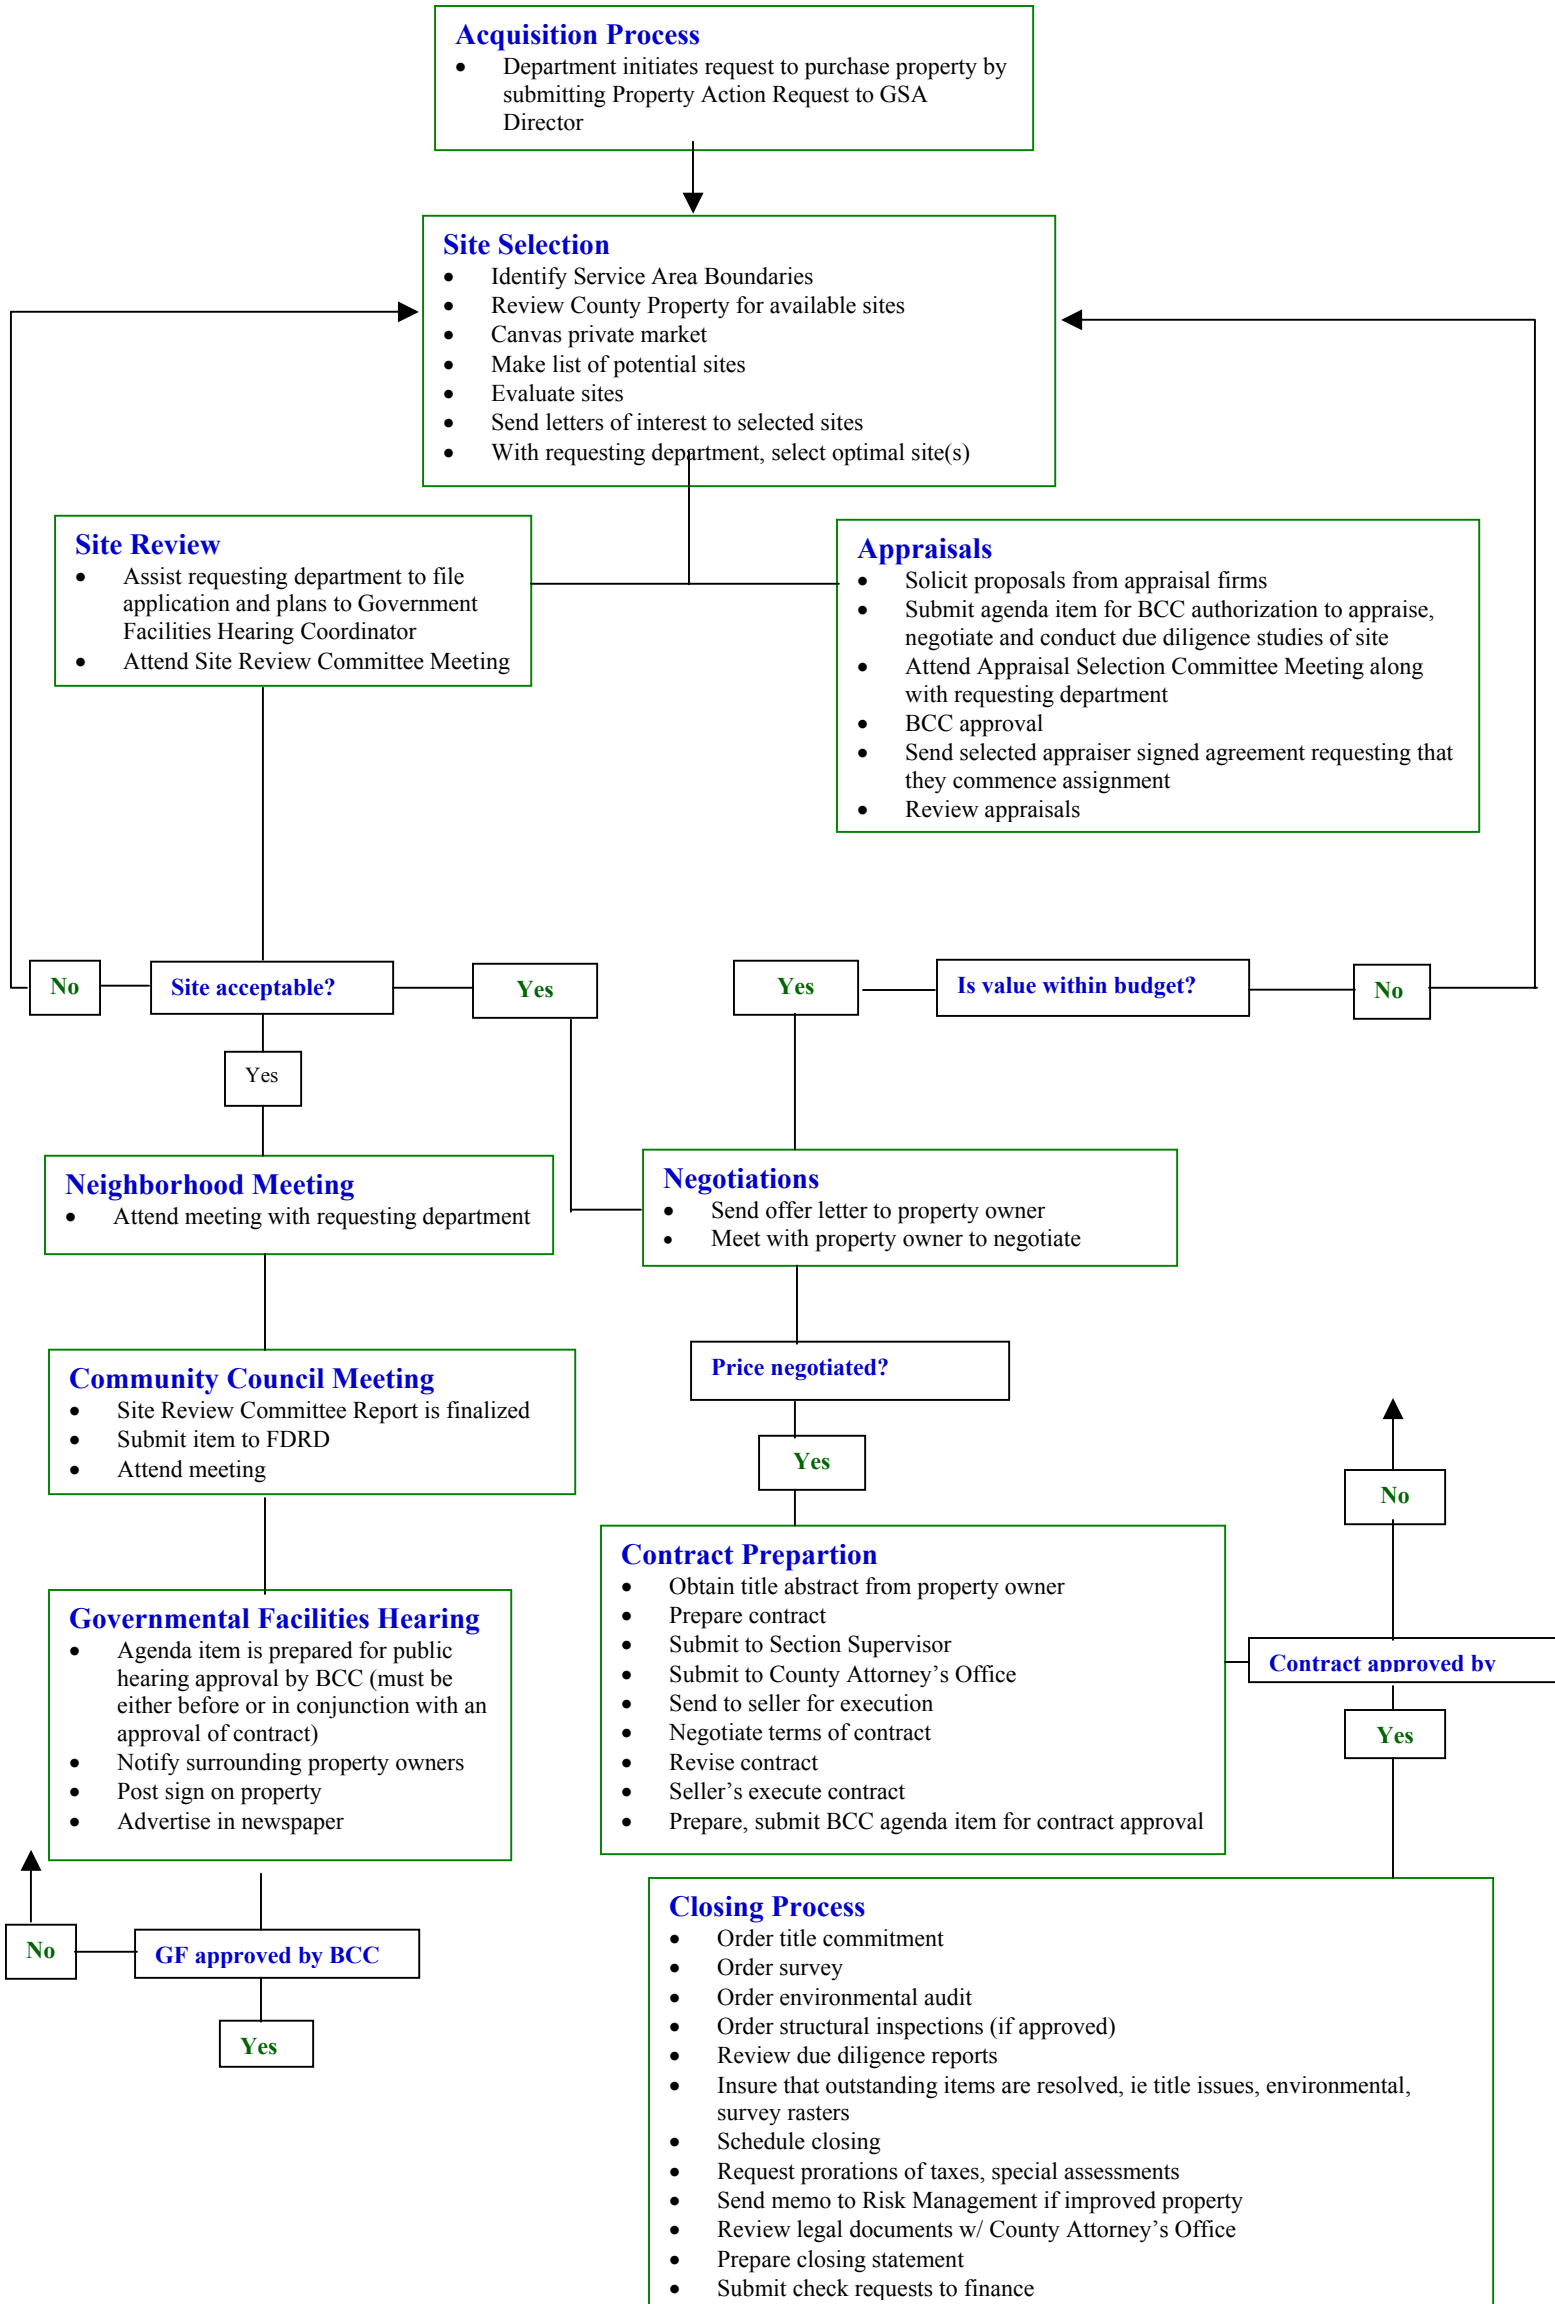 Acquisition Process
• Department initiates request to purchase property by
submitting Property Action Request to GSA
Director
Site Selection
• Identify Service Area Boundaries
• Review County Property for available sites
• Canvas private market
• Make list of potential sites
• Evaluate sites
• Send letters of interest to selected sites
• With requesting department, select optimal site(s)
Site Review
• Assist requesting department to file
application and plans to Government
Facilities Hearing Coordinator
• Attend Site Review Committee Meeting
Appraisals
• Solicit proposals from appraisal firms
• Submit agenda item for BCC authorization to appraise,
negotiate and conduct due diligence studies of site
• Attend Appraisal Selection Committee Meeting along
with requesting department
• BCC approval
• Send selected appraiser signed agreement requesting that
they commence assignment
• Review appraisals
No
Site acceptable?
Yes
Yes
Is value within budget?
No
Yes
Neighborhood Meeting
• Attend meeting with requesting department
Negotiations
• Send offer letter to property owner
• Meet with property owner to negotiate
Price negotiated?
Yes
Community Council Meeting
• Site Review Committee Report is finalized
• Submit item to FDRD
• Attend meeting
No
Contract Prepartion
• Obtain title abstract from property owner
• Prepare contract
• Submit to Section Supervisor
• Submit to County Attorney’s Office
• Send to seller for execution
• Negotiate terms of contract
• Revise contract
• Seller’s execute contract
• Prepare, submit BCC agenda item for contract approval
Contract approved by
Yes
Governmental Facilities Hearing
• Agenda item is prepared for public
hearing approval by BCC (must be
either before or in conjunction with an
approval of contract)
• Notify surrounding property owners
• Post sign on property
• Advertise in newspaper
No
GF approved by BCC
Yes
Closing Process
• Order title commitment
• Order survey
• Order environmental audit
• Order structural inspections (if approved)
• Review due diligence reports
• Insure that outstanding items are resolved, ie title issues, environmental,
survey rasters
• Schedule closing
• Request prorations of taxes, special assessments
• Send memo to Risk Management if improved property
• Review legal documents w/ County Attorney’s Office
• Prepare closing statement
• Submit check requests to finance